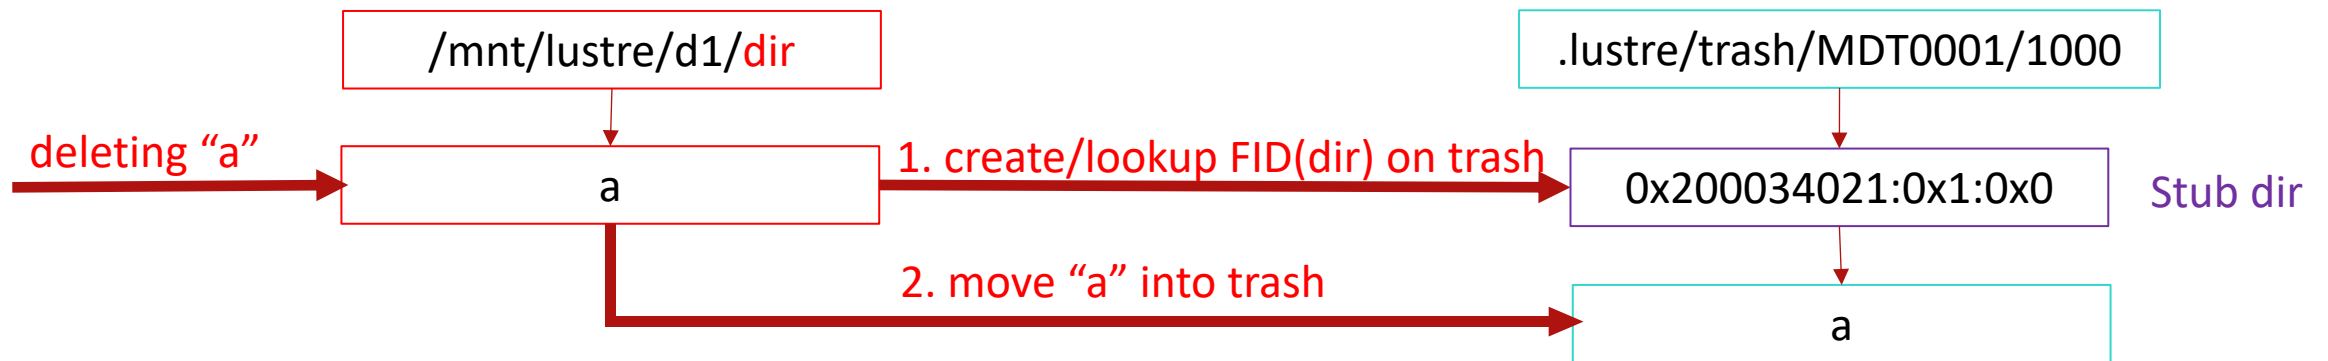 /mnt/lustre/d1/dir
.lustre/trash/MDT0001/1000
deleting “a”
a
1. create/lookup FID(dir) on trash
0x200034021:0x1:0x0
Stub dir
2. move “a” into trash
a